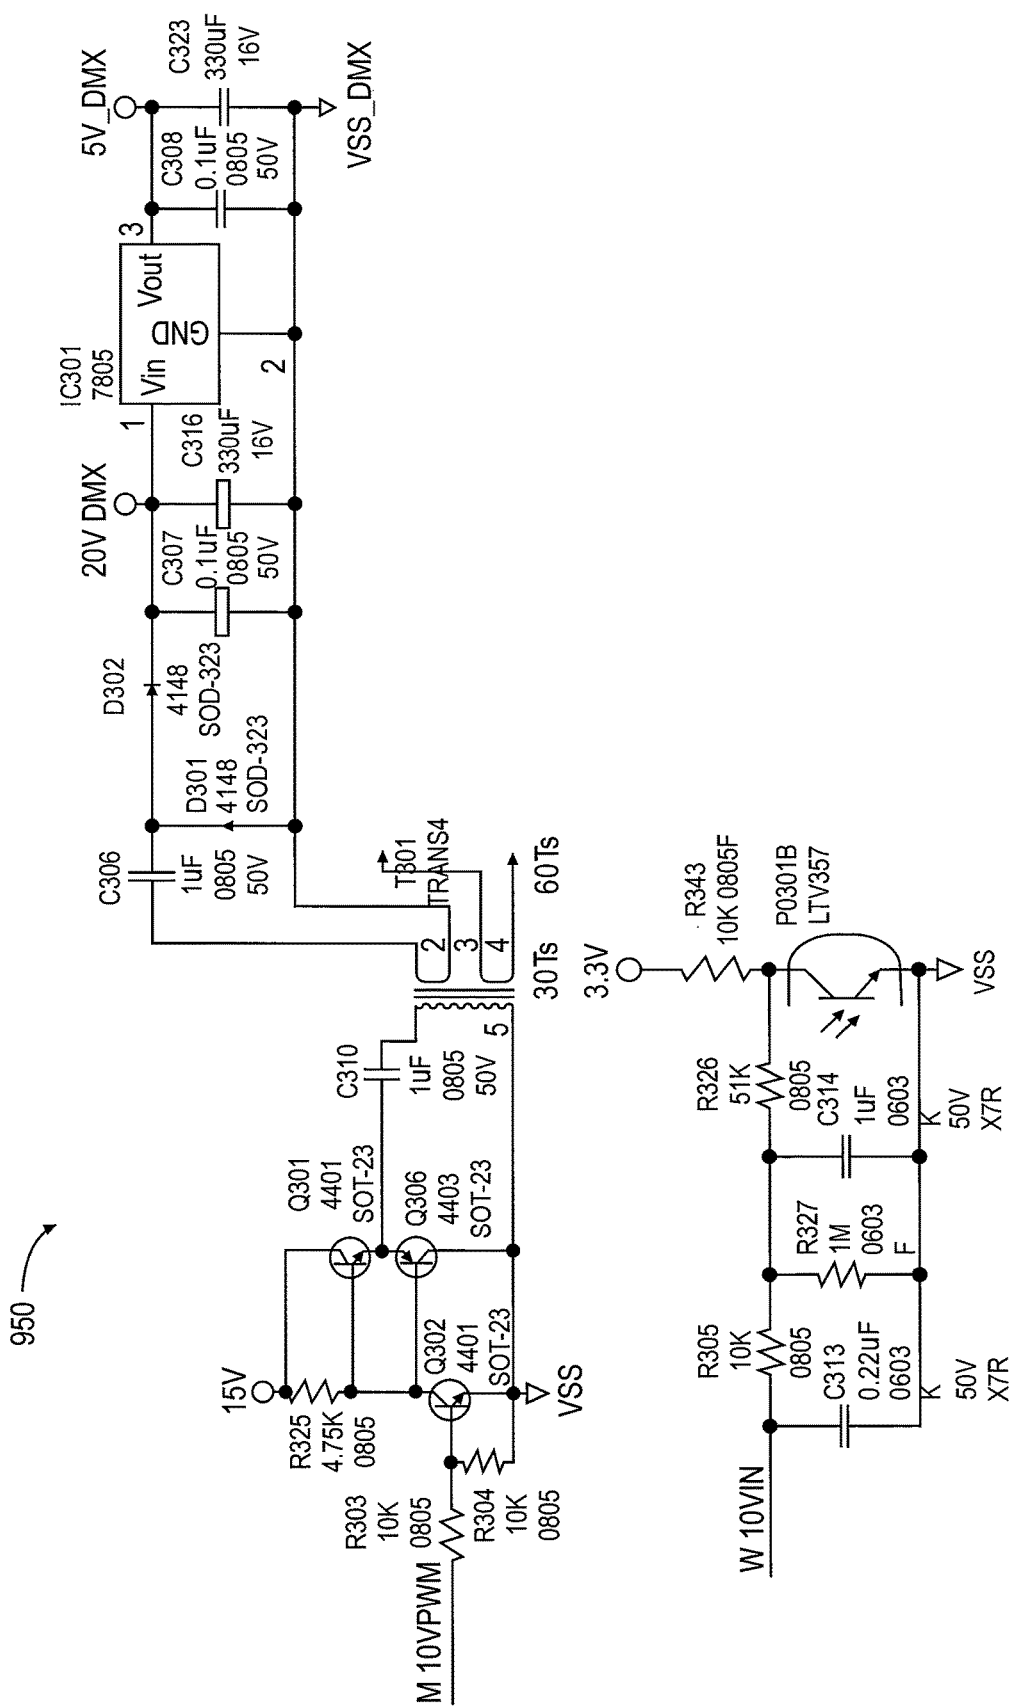 950
M 10VPWM
R303
10K
0805
R304
10K
0805
15V
R325
4.75K
0805
Q302
4401
SOT-23
VSS
Q301
4401
SOT-23
Q306
4403
SOT-23
C310
1uF
0805
50V
5
30Ts
60Ts
2
3
4
T301
TRANS4
C306
1uF
0805
50V
D301
4148
SOD-323
D302
4148
SOD-323
20V DMX
C307
0.1uF
0805
50V
C316
330uF
16V
IC301
7805
1
Vin
GND
Vout
3
2
5V_DMX
C308
0.1uF
0805
50V
C323
330uF
16V
VSS_DMX
W 10VIN
R305
10K
0805
C313
0.22uF
0603
K
50V
X7R
R327
1M
0603
F
R326
51K
0805
C314
1uF
0603
K
50V
X7R
3.3V
R343
10K 0805F
P0301B
LTV357
VSS